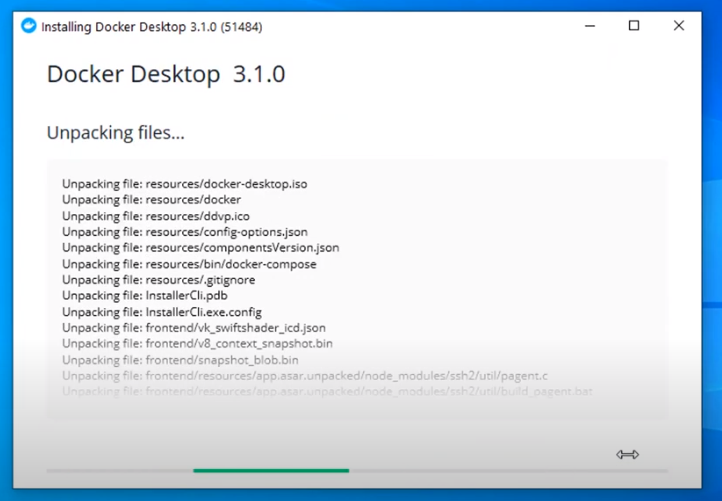 Installing Docker Desktop 3.1.0 (51484)
Docker Desktop 3.1.0
Unpacking files...
Unpacking file: resources/docker-desktop.iso
Unpacking file: resources/docker
Unpacking file: resources/ddvp.ico
Unpacking file: resources/config-options.json
Unpacking file: resources/componentsVersion.json
Unpacking file: resources/bin/docker-compose
Unpacking file: resources/.gitignore
Unpacking file: InstallerCli.pdb
Unpacking file: InstallerCli.exe.config
Unpacking file: frontend/vk_swiftshader_icd.json
Unpacking file: frontend/v8_context_snapshot.bin
Unpacking file: frontend/snapshot_blob.bin
Unpacking file: frontend/resources/app.asar.unpacked/node_modules/ssh2/util/pagent.c
Unpacking file: frontend/resources/app.asar.unpacked/node_modules/ssh2/util/build_pagent.bat